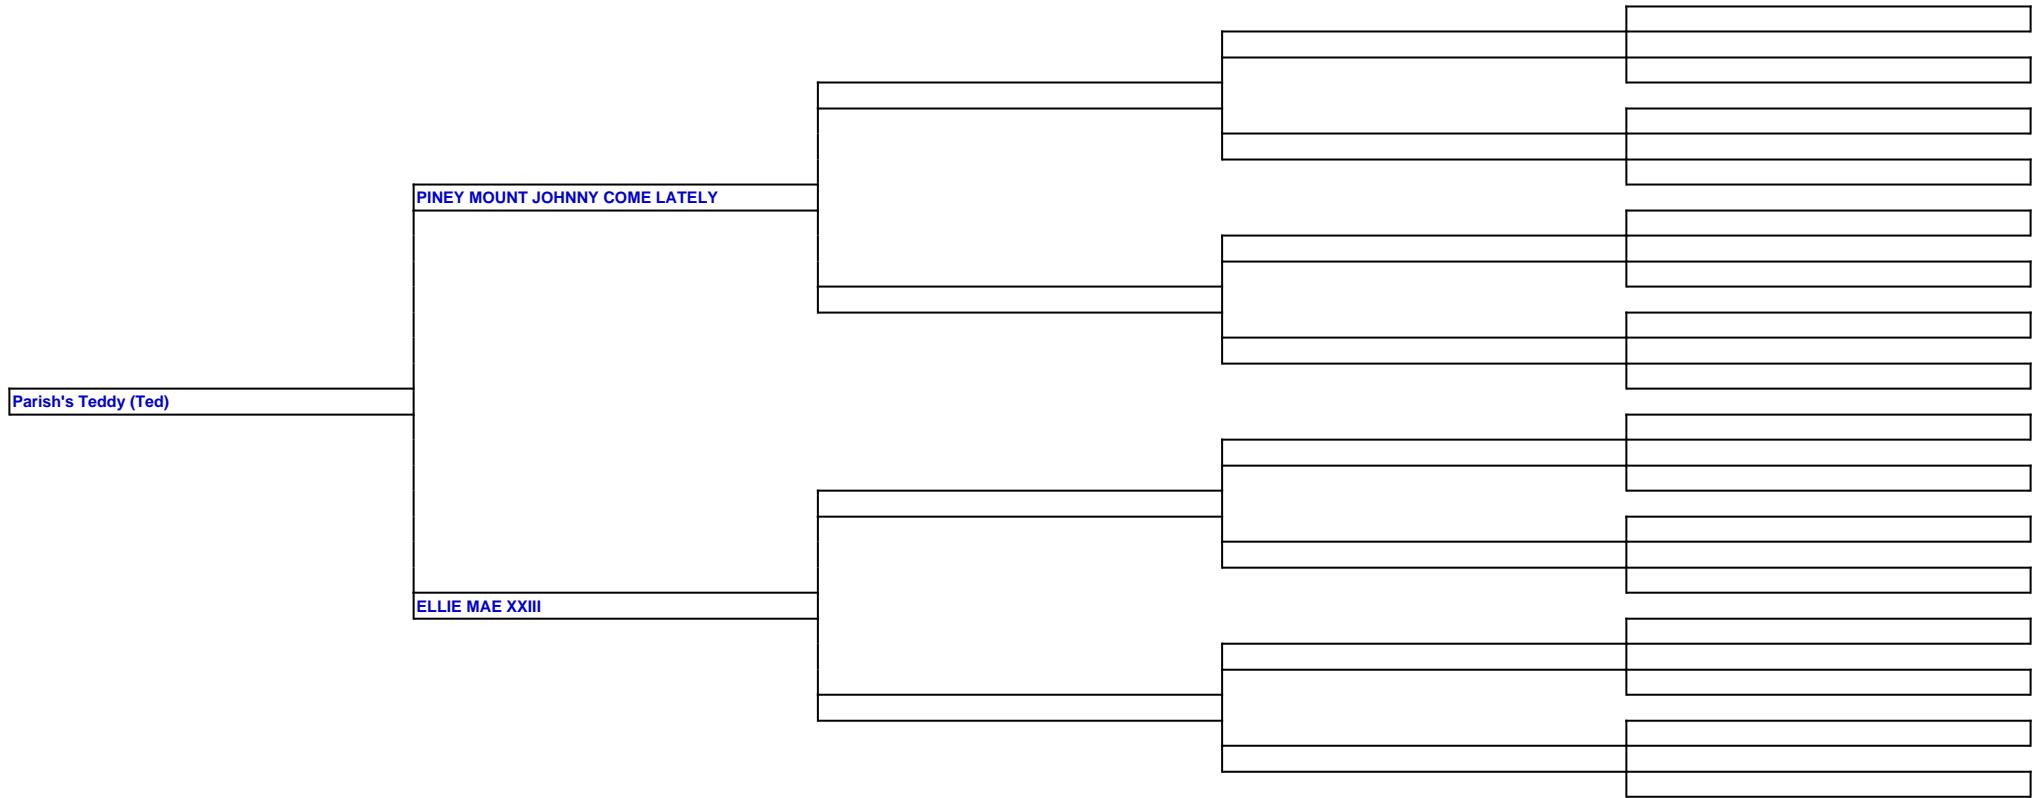 PINEY MOUNT JOHNNY COME LATELY
Parish's Teddy (Ted)
ELLIE MAE XXIII